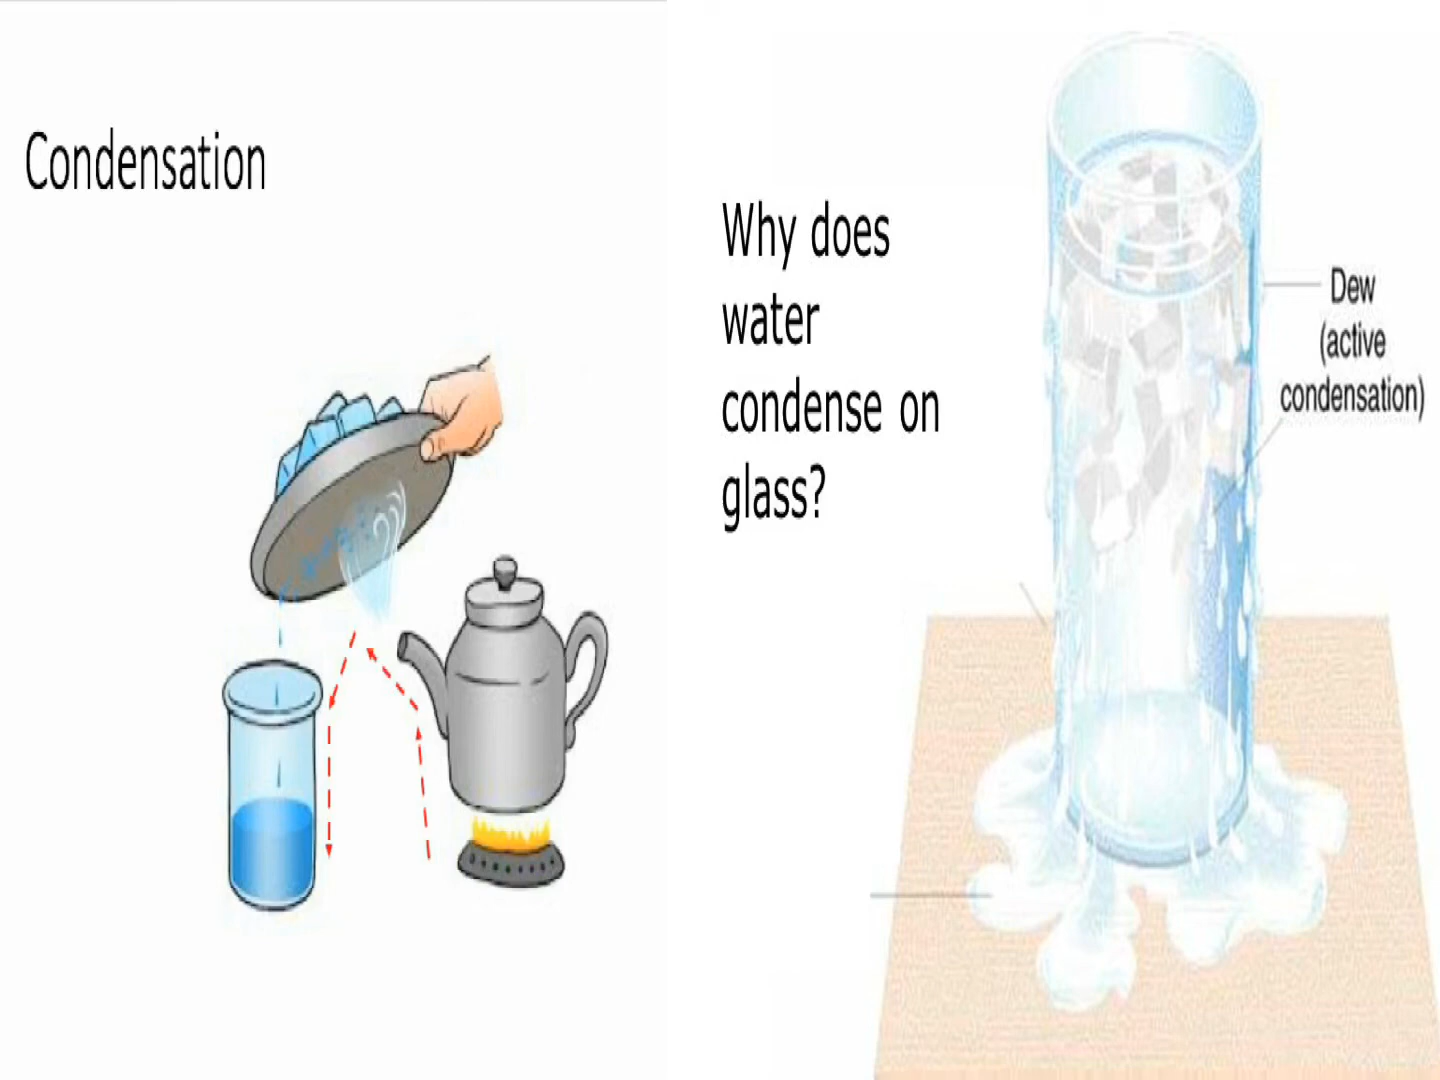 Condensation
Why does
water
condense on
glass?
Dew
(active
condensation)